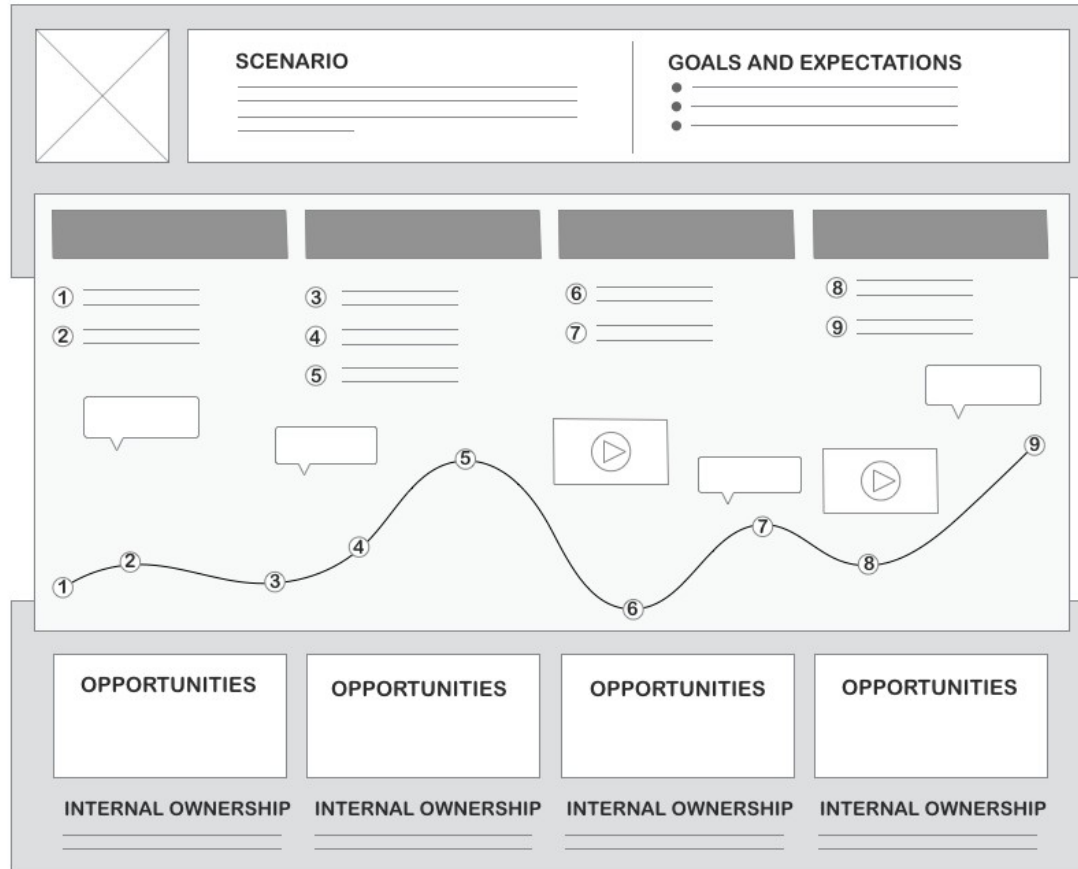 SCENARIO
GOALS AND EXPECTATIONS
1
2
3
4
5
6
7
8
9
1
2
3
4
5
6
7
8
9
OPPORTUNITIES
OPPORTUNITIES
OPPORTUNITIES
OPPORTUNITIES
INTERNAL OWNERSHIP
INTERNAL OWNERSHIP
INTERNAL OWNERSHIP
INTERNAL OWNERSHIP